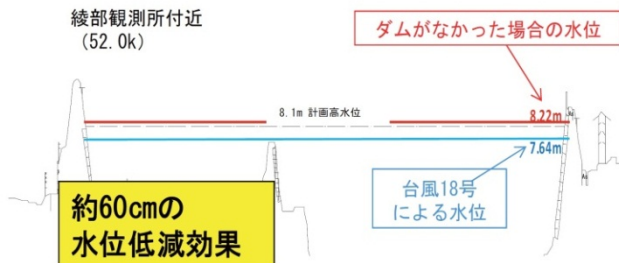 綾部観測所付近
(52.0k)
ダムがなかった場合の水位
8.1m 計画高水位
8.22m
7.64m
台風18号
による水位
約60cmの
水位低減効果